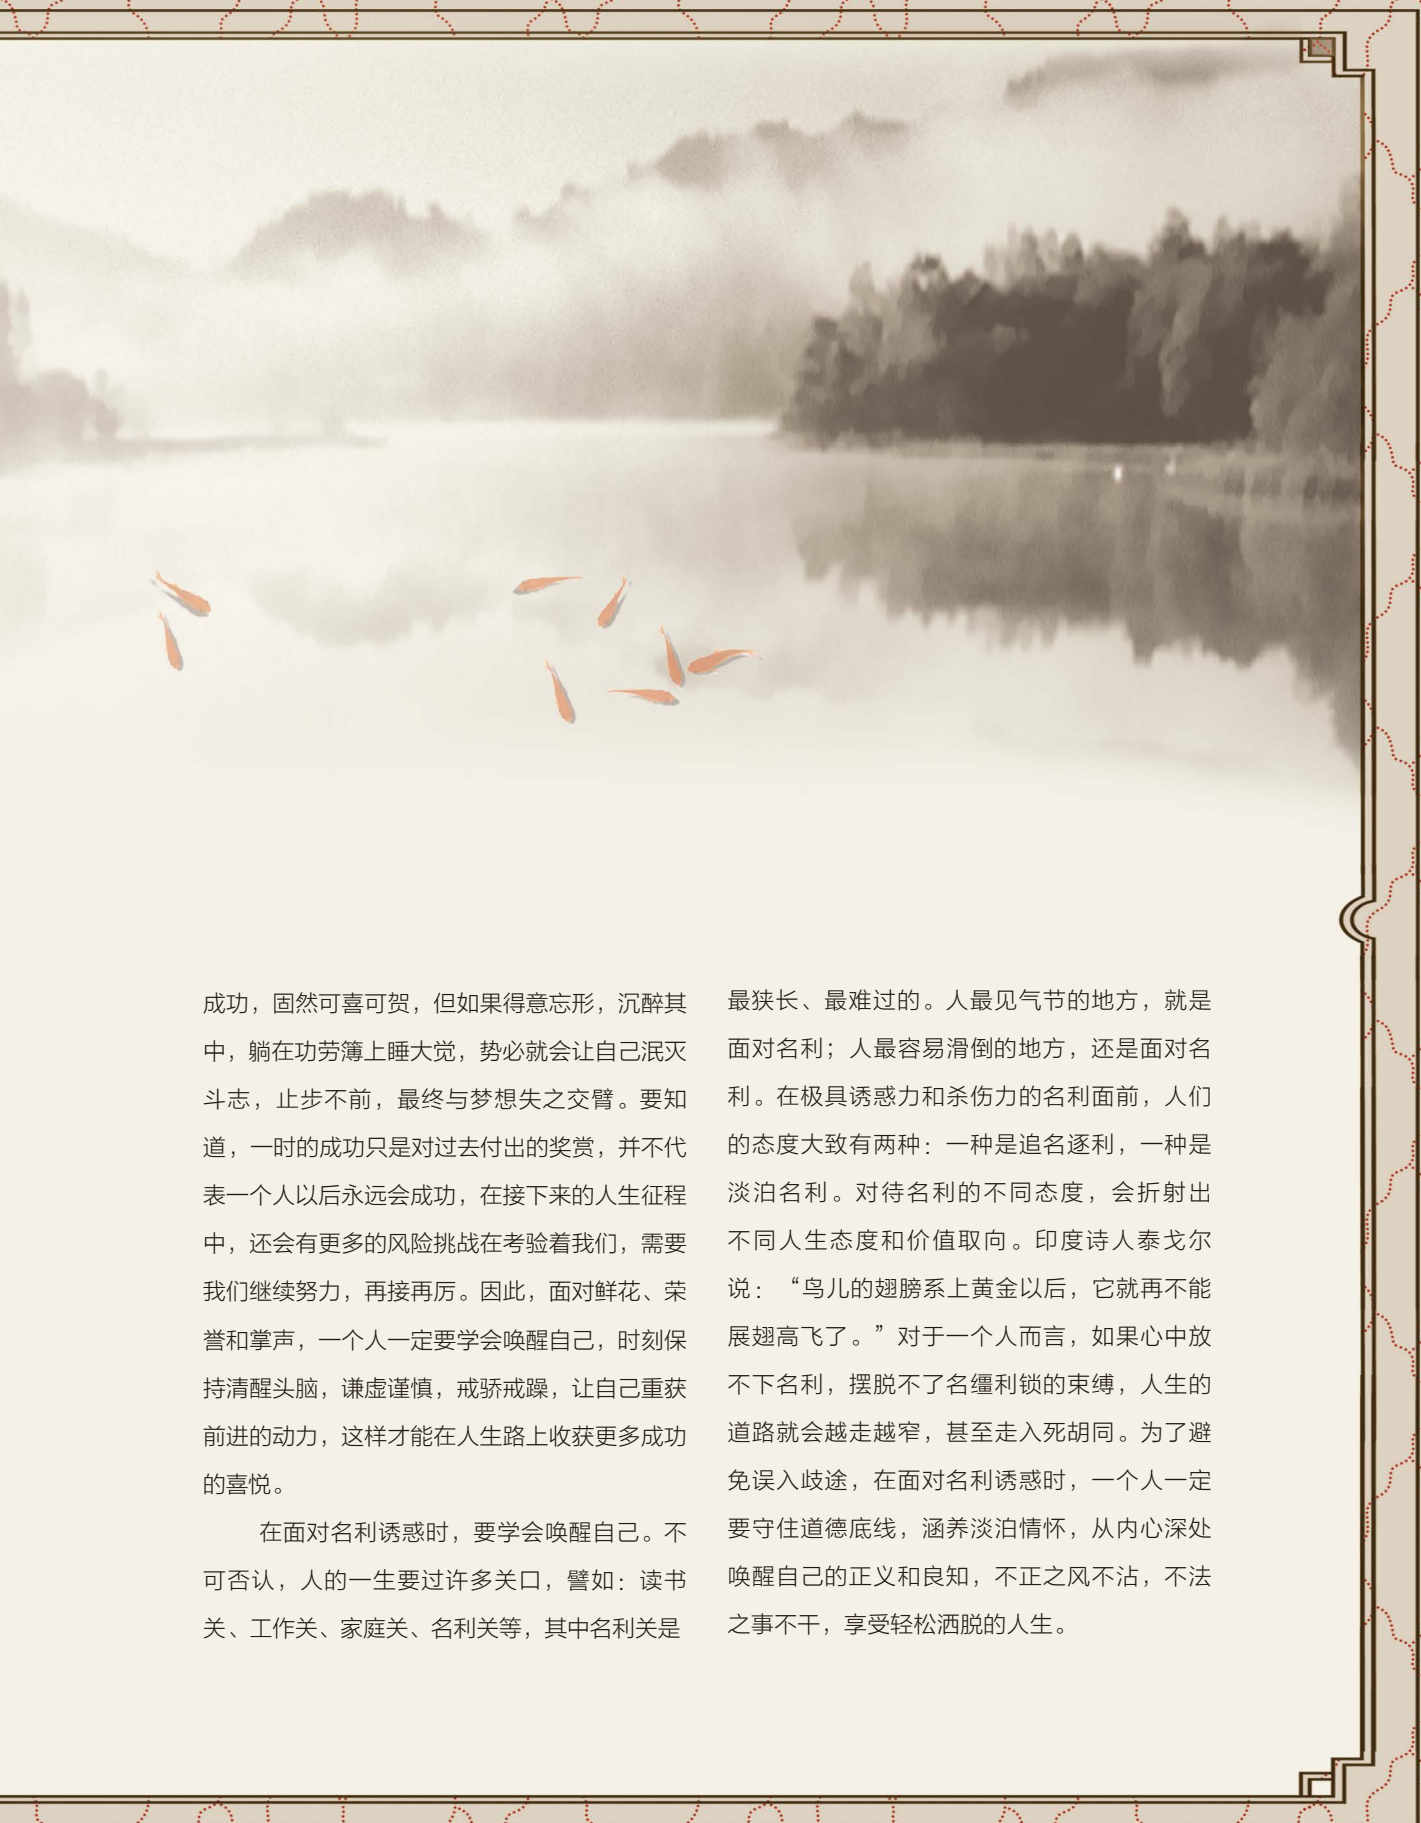 成功，固然可喜可贺，但如果得意忘形，沉醉其
中，躺在功劳簿上睡大觉，势必就会让自己泯灭
斗志，止步不前，最终与梦想失之交臂。要知
道，一时的成功只是对过去付出的奖赏，并不代
表一个人以后永远会成功，在接下来的人生征程
中，还会有更多的风险挑战在考验着我们，需要
我们继续努力，再接再厉。因此，面对鲜花、荣
誉和掌声，一个人一定要学会唤醒自己，时刻保
持清醒头脑，谦虚谨慎，戒骄戒躁，让自己重获
前进的动力，这样才能在人生路上收获更多成功
的喜悦。
在面对名利诱惑时，要学会唤醒自己。不
可否认，人的一生要过许多关口，譬如：读书
关、工作关、家庭关、名利关等，其中名利关是
最狭长、最难过的。人最见气节的地方，就是
面对名利；人最容易滑倒的地方，还是面对名
利。在极具诱惑力和杀伤力的名利面前，人们
的态度大致有两种：一种是追名逐利，一种是
淡泊名利。对待名利的不同态度，会折射出
不同人生态度和价值取向。印度诗人泰戈尔
说：“鸟儿的翅膀系上黄金以后，它就再不能
展翅高飞了。”对于一个人而言，如果心中放
不下名利，摆脱不了名缰利锁的束缚，人生的
道路就会越走越窄，甚至走入死胡同。为了避
免误入歧途，在面对名利诱惑时，一个人一定
要守住道德底线，涵养淡泊情怀，从内心深处
唤醒自己的正义和良知，不正之风不沾，不法
之事不干，享受轻松洒脱的人生。